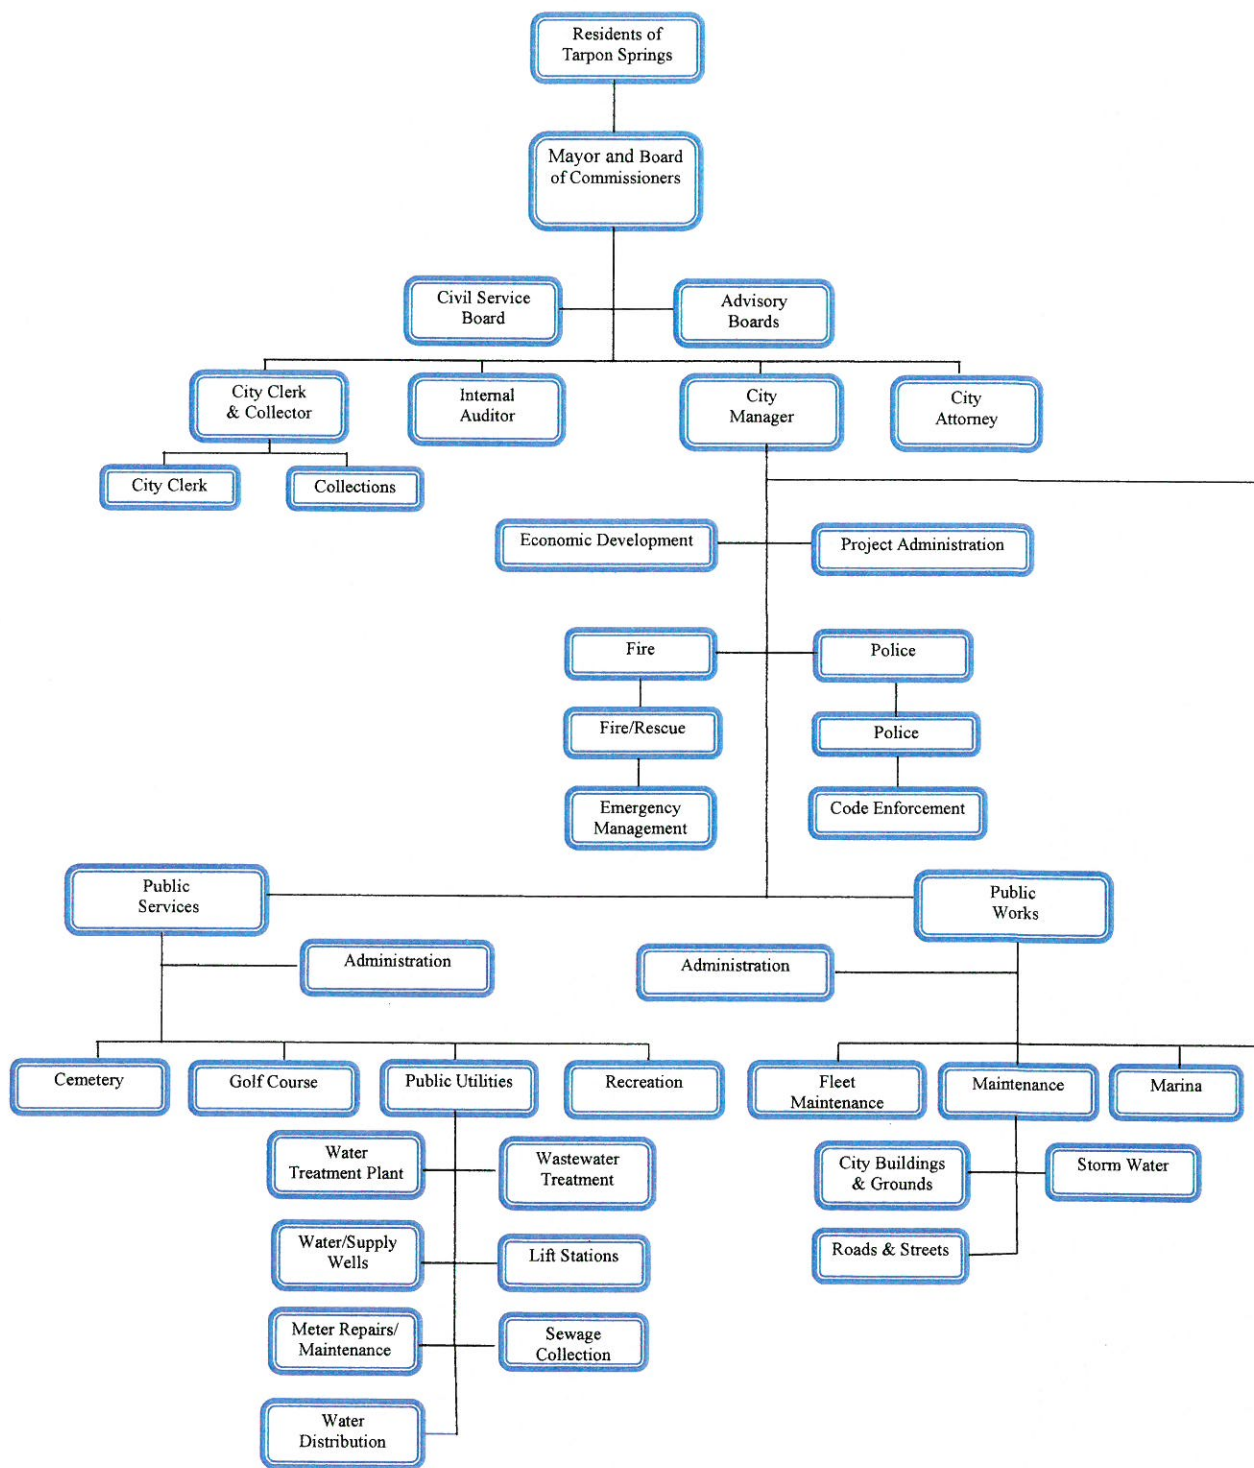 Residents of
Tarpon Springs
Mayor and Board
of Commissioners
Civil Service
Board
Advisory
Boards
City Clerk
& Collector
Internal
Auditor
City
Manager
City
Attorney
City Clerk
Collections
Economic Development
Project Administration
Fire
Police
Fire/Rescue
Police
Emergency
Management
Code Enforcement
Public
Services
Public
Works
Administration
Administration
Cemetery
Golf Course
Public Utilities
Recreation
Fleet
Maintenance
Maintenance
Marina
Water
Treatment Plant
Wastewater
Treatment
City Buildings
& Grounds
Storm Water
Water/Supply
Wells
Lift Stations
Roads & Streets
Meter Repairs/
Maintenance
Sewage
Collection
Water
Distribution